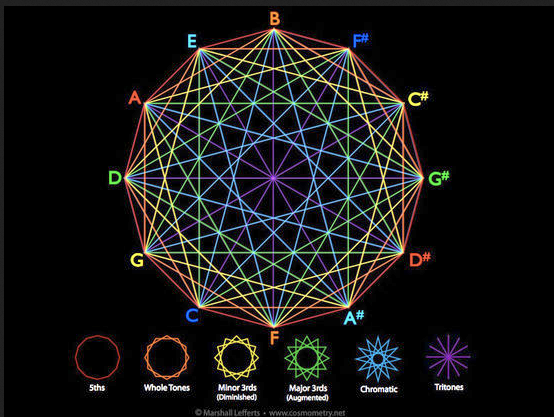 B
E
F#
A
C#
D
G#
G
D#
C
A#
F
5ths
Whole Tones
Minor 3rds
(Diminished)
Major 3rds
(Augmented)
Chromatic
Tritones
© Marshall Lefferts • www.cosmometry.net